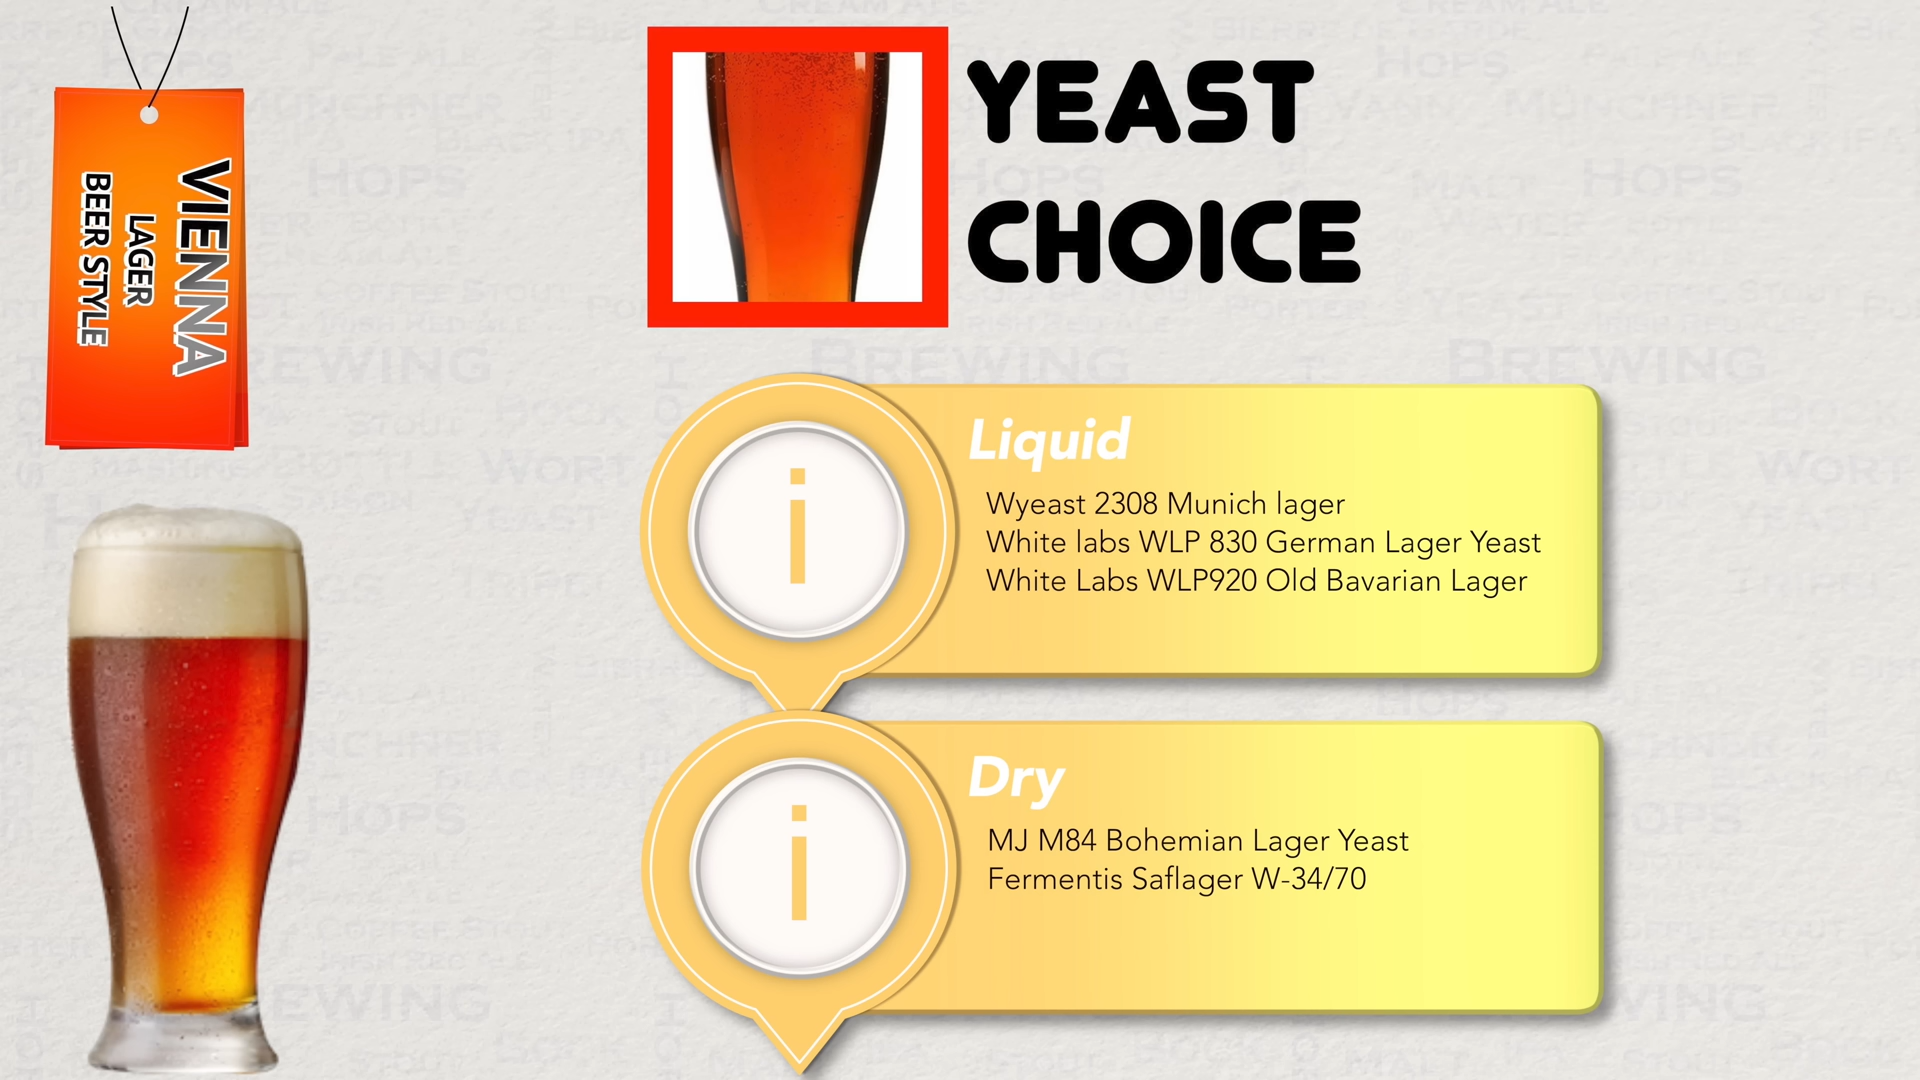 VIENNA
LAGER
BEER STYLE
YEAST
CHOICE
Liquid
Wyeast 2308 Munich lager
White labs WLP 830 German Lager Yeast
White Labs WLP920 Old Bavarian Lager
Dry
MJ M84 Bohemian Lager Yeast
Fermentis Saflager W-34/70